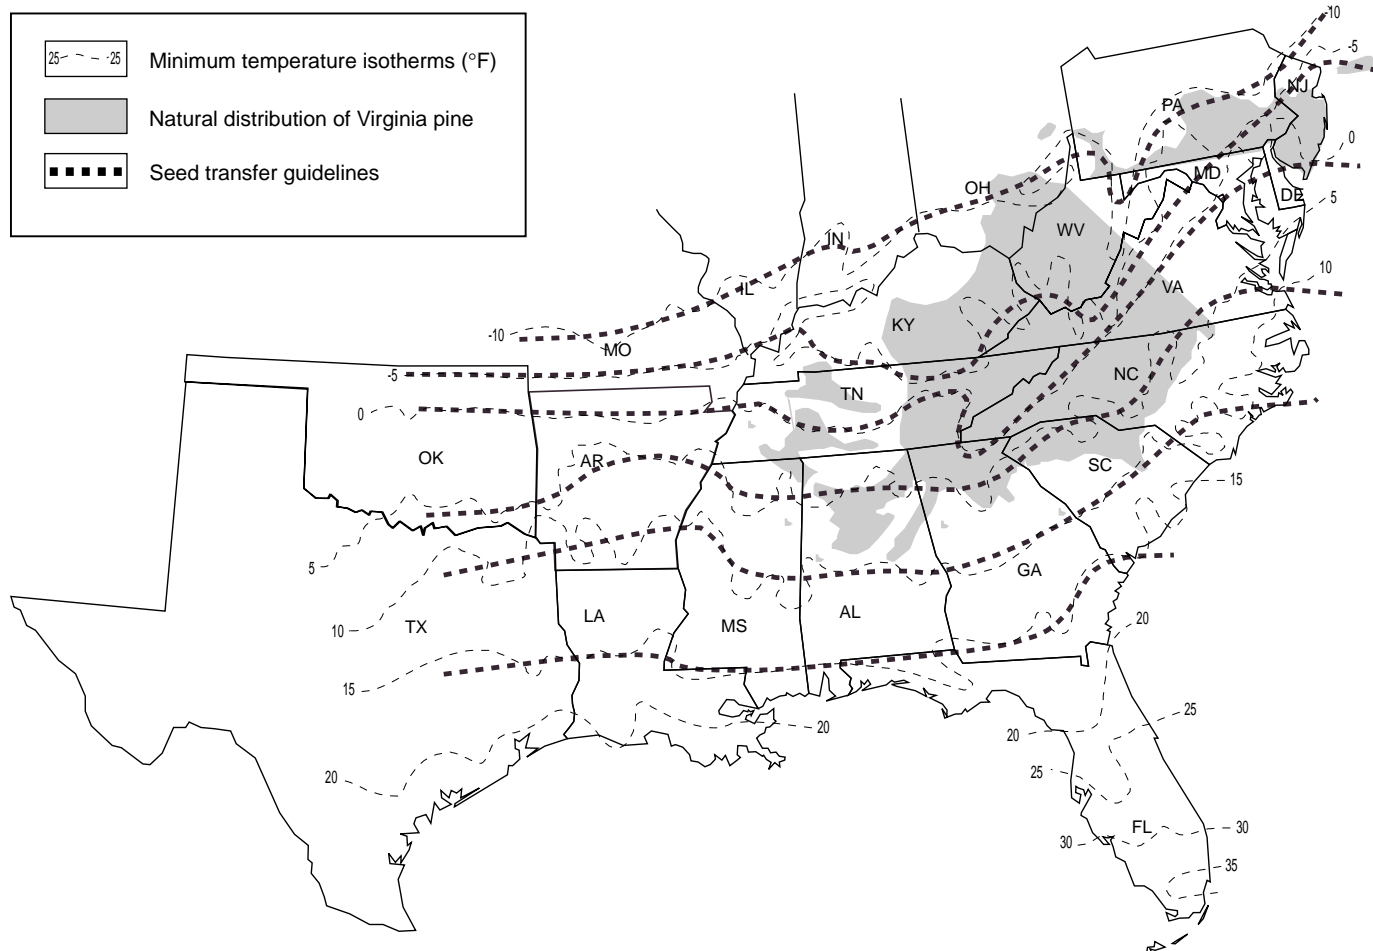 25 25 Minimum temperature isotherms (°F)
Natural distribution of Virginia pine
Seed transfer guidelines
-10
-5
NJ
PA
0
MD
OH
DE
5
WV
IN
10
IL
VA
KY
-10
MO
-5
NC
TN
0
OK
AR
SC
15
5
GA
LA
10
TX
MS
AL
20
15
25
20
20
25
20
FL
30
30
35